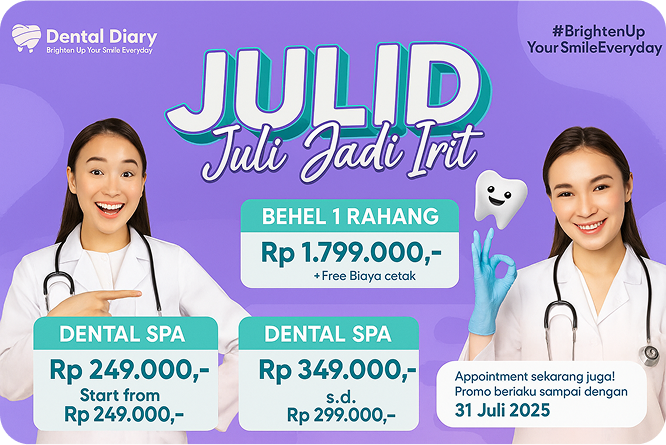 Dental Diary
Brighten Up Your Smile Everyday
#BrightenUp
YourSmileEveryday
JULID
Juli Jadi Irit
BEHEL 1 RAHANG
Rp 1.799.000,-
+Free Biaya cetak
DENTAL SPA
Rp 249.000,-
Start from
Rp 249.000,-
DENTAL SPA
Rp 349.000,-
s.d.
Rp 299.000,-
Appointment sekarang juga!
Promo beriaku sampai dengan
31 Juli 2025